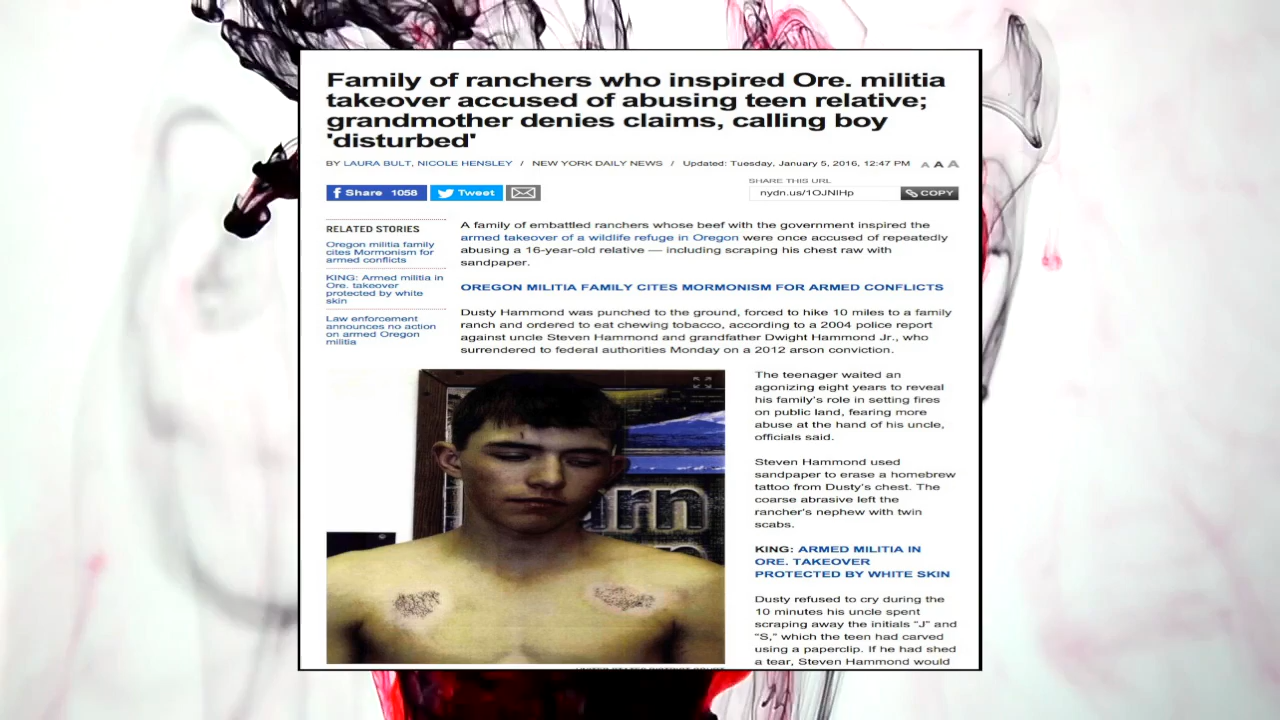 Family of ranchers who inspired Ore. militia
takeover accused of abusing teen relative;
grandmother denies claims, calling boy
'disturbed'
BY LAURA BULT, NICOLE HENSLEY / NEW YORK DAILY NEWS / Updated: Tuesday, January 5, 2016, 12:47 PM A A A
SHARE THIS URL
Share 1058 Tweet nydn.us/1OJNIHp COPY
RELATED STORIES
Oregon militia family
cites Mormonism for
armed conflicts
KING: Armed militia in
Ore. takeover
protected by white
skin
Law enforcement
announces no action
on armed Oregon
militia
A family of embattled ranchers whose beef with the government inspired the
armed takeover of a wildlife refuge in Oregon were once accused of repeatedly
abusing a 16-year-old relative — including scraping his chest raw with
sandpaper.
OREGON MILITIA FAMILY CITES MORMONISM FOR ARMED CONFLICTS
Dusty Hammond was punched to the ground, forced to hike 10 miles to a family
ranch and ordered to eat chewing tobacco, according to a 2004 police report
against uncle Steven Hammond and grandfather Dwight Hammond Jr., who
surrendered to federal authorities Monday on a 2012 arson conviction.
The teenager waited an
agonizing eight years to reveal
his family's role in setting fires
on public land, fearing more
abuse at the hand of his uncle,
officials said.
Steven Hammond used
sandpaper to erase a homebrew
tattoo from Dusty's chest. The
coarse abrasive left the
rancher's nephew with twin
scabs.
KING: ARMED MILITIA IN
ORE. TAKEOVER
PROTECTED BY WHITE SKIN
Dusty refused to cry during the
10 minutes his uncle spent
scraping away the initials "J" and
"S," which the teen had carved
using a paperclip. If he had shed
a tear, Steven Hammond would